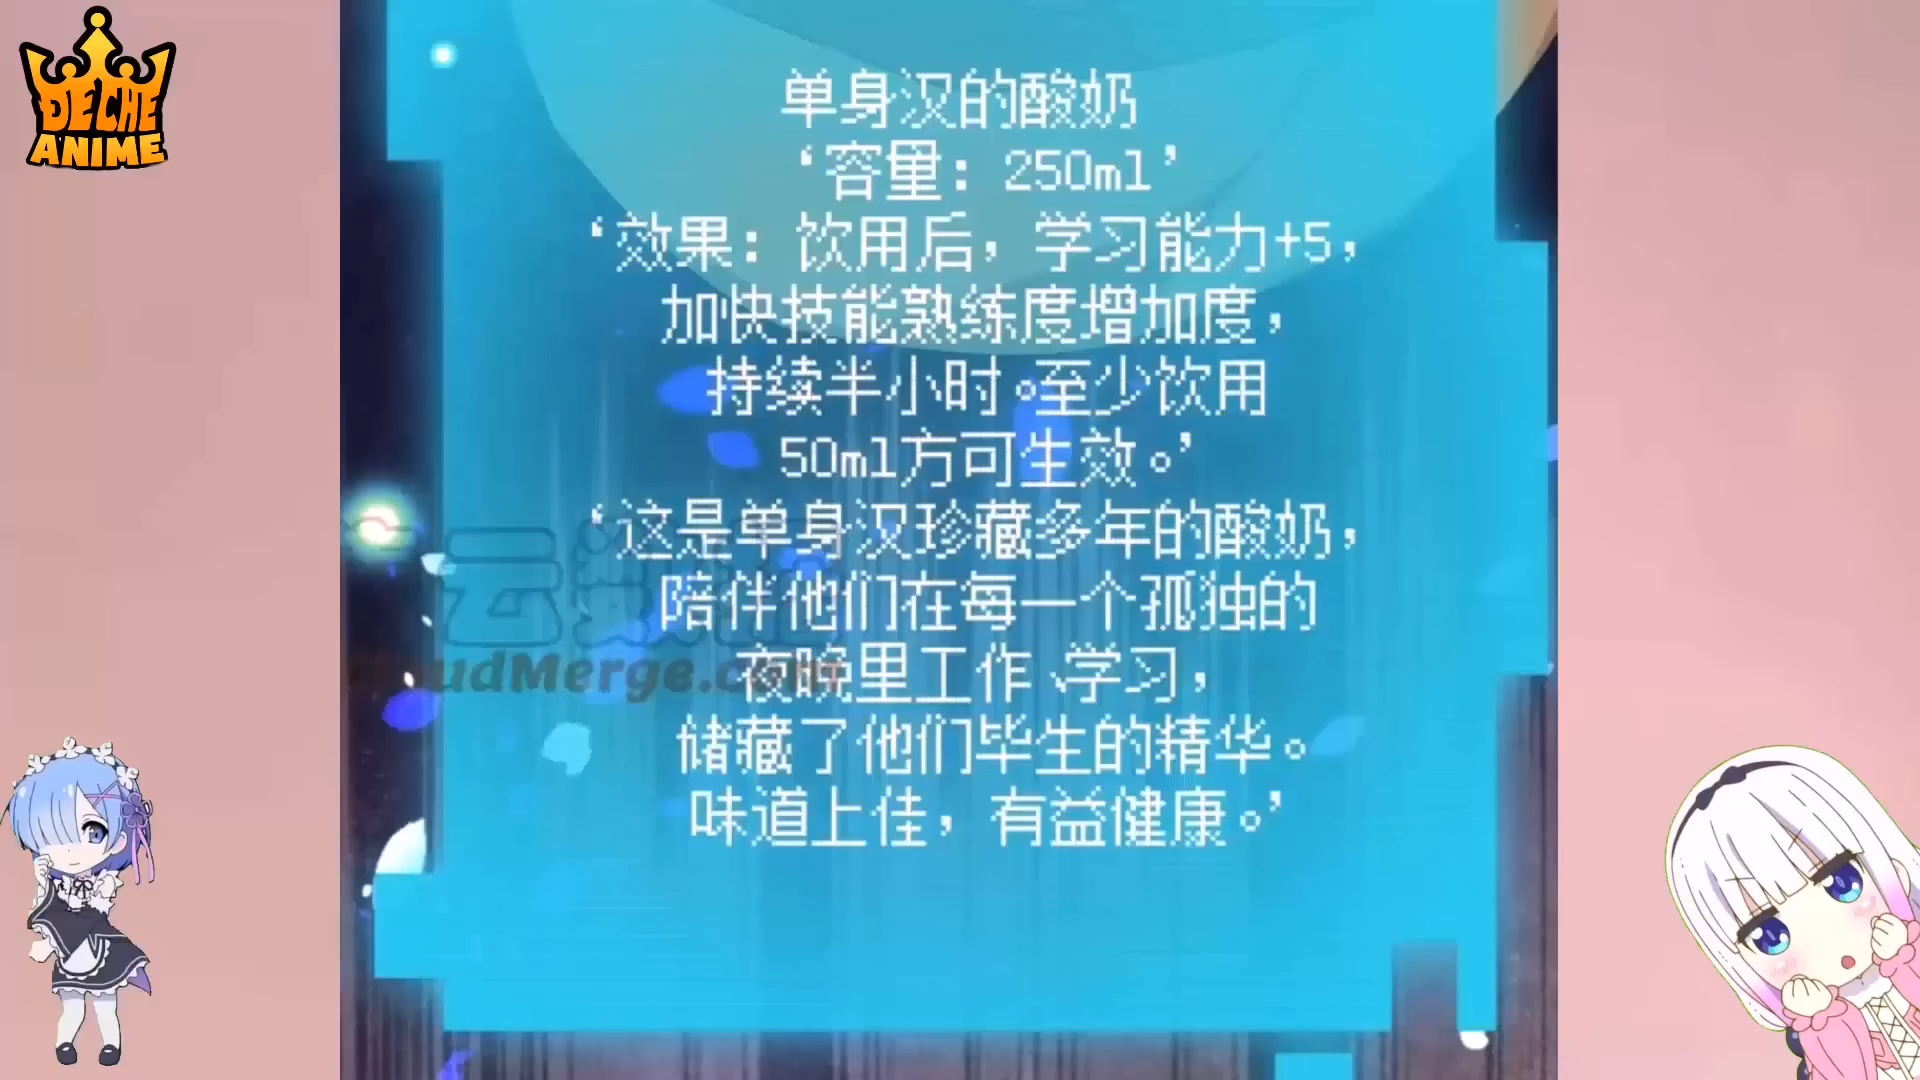 DECHE
ANIME
单身汉的酸奶
‘容量：250ml’
‘效果：饮用后，学习能力+5，
加快技能熟练度增加度，
持续半小时。至少饮用
50ml方可生效。’
‘这是单身汉珍藏多年的酸奶，
陪伴他们在每一个孤独的
夜晚里工作、学习，
储藏了他们毕生的精华。
味道上佳，有益健康。’
udMerge.com